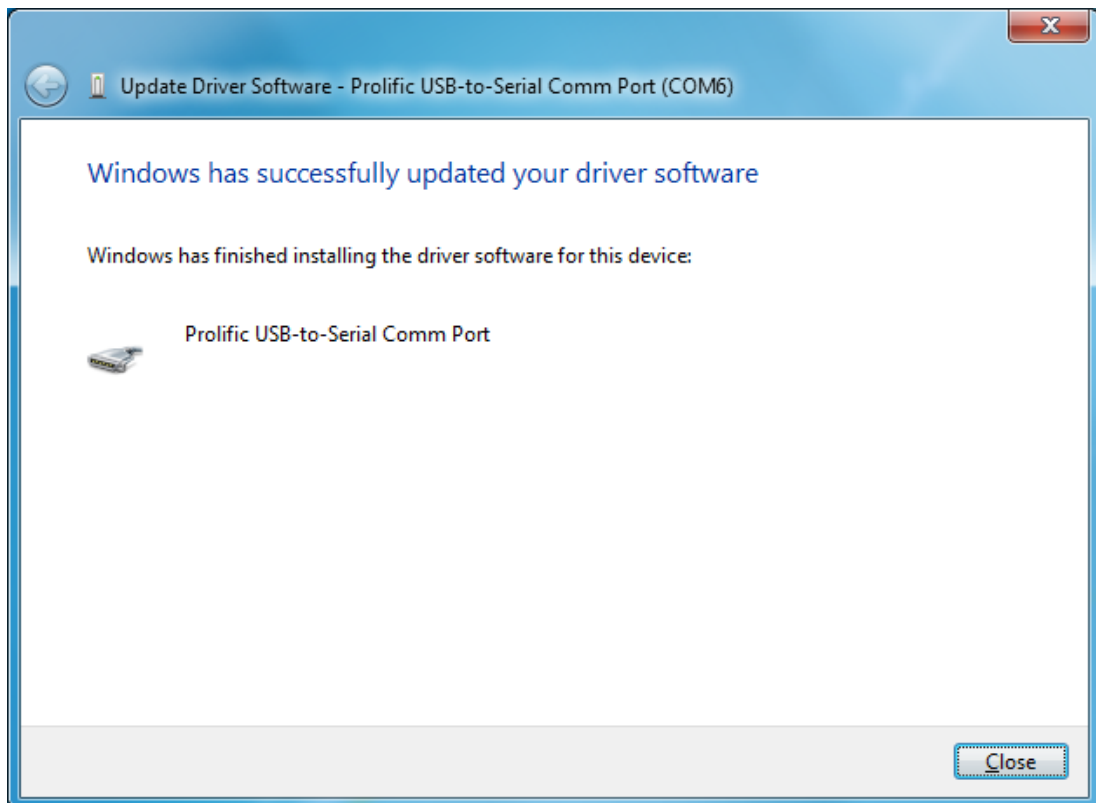 Update Driver Software - Prolific USB-to-Serial Comm Port (COM6)
Windows has successfully updated your driver software
Windows has finished installing the driver software for this device:
Prolific USB-to-Serial Comm Port
Close